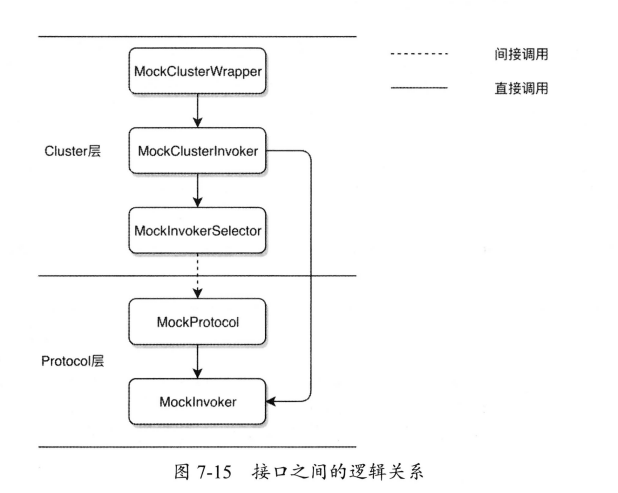 MockClusterWrapper
间接调用
直接调用
Cluster层
MockClusterInvoker
MockInvokerSelector
MockProtocol
Protocol层
MockInvoker
图 7-15 接口之间的逻辑关系